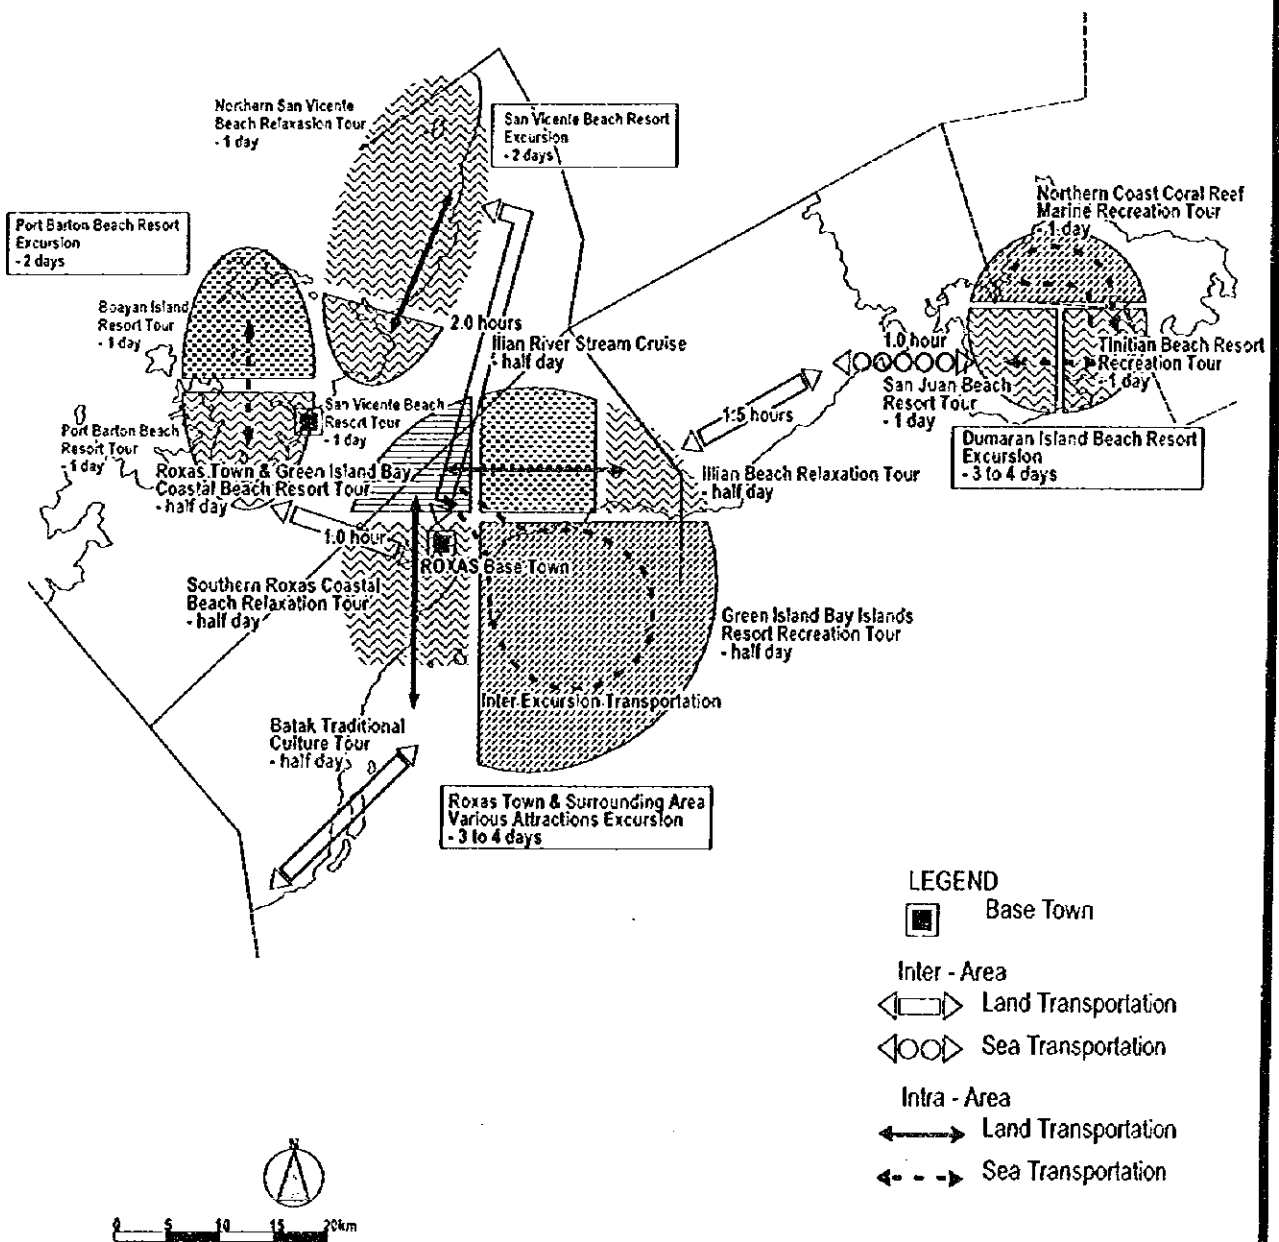 Northern San Vicente
Beach Relaxasion Tour
- 1 day
San Vicente Beach Resort
Excursion
- 2 days
Port Barton Beach Resort
Excursion
- 2 days
Boayan Island
Resort Tour
- 1 day
Northern Coast Coral Reef
Marine Recreation Tour
- 1 day
2.0 hours
Ilian River Stream Cruise
- half day
1.0 hour
Tinitian Beach Resort
Recreation Tour
- 1 day
San Juan Beach
Resort Tour
- 1 day
San Vicente Beach
Resort Tour
- 1 day
Port Barton Beach
Resort Tour
- 1 day
1.5 hours
Dumaran Island Beach Resort
Excursion
- 3 to 4 days
Roxas Town & Green Island Bay
Coastal Beach Resort Tour
- half day
Illian Beach Relaxation Tour
- half day
1.0 hour
ROXAS Base Town
Southern Roxas Coastal
Beach Relaxation Tour
- half day
Green Island Bay Islands
Resort Recreation Tour
- half day
Inter Excursion Transportation
Batak Traditional
Culture Tour
- half day
Roxas Town & Surrounding Area
Various Attractions Excursion
- 3 to 4 days
LEGEND
Base Town
Inter - Area
Land Transportation
Sea Transportation
Intra - Area
Land Transportation
Sea Transportation
N
0 5 10 15 20km